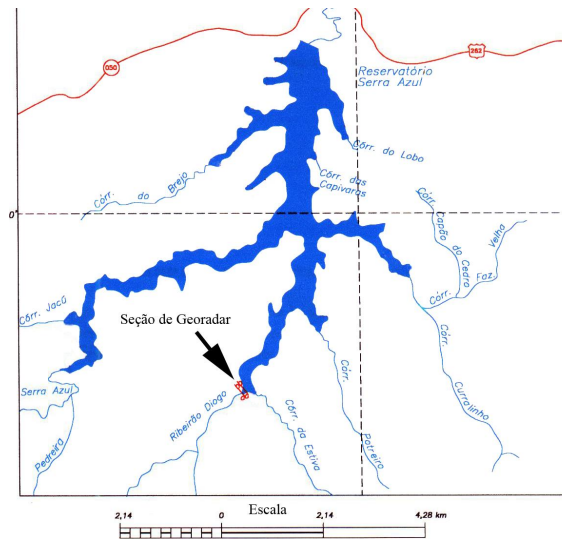 050
262
Reservatório
Serra Azul
Córr. do Lobo
Córr. das
Capivaras
Córr. do Brejo
Córr. Capão do Cedro
Velha
0°
Córr. Faz.
Córr. Jacú
Seção de Georadar
Córr. Curralinho
Córr. Potreiro
Serra Azul
Ribeirão Diogo
Córr. da Estiva
Pedreira
Escala
2,14 0 2,14 4,28 km